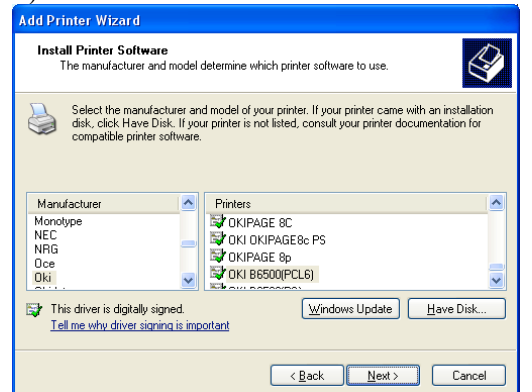 Add Printer Wizard
Install Printer Software
The manufacturer and model determine which printer software to use.
Select the manufacturer and model of your printer. If your printer came with an installation
disk, click Have Disk. If your printer is not listed, consult your printer documentation for
compatible printer software.
Manufacturer
Monotype
NEC
NRG
Oce
Oki
Printers
OKIPAGE 8C
OKI OKIPAGE8c PS
OKIPAGE 8p
OKI B6500(PCL6)
This driver is digitally signed.
Tell me why driver signing is important
Windows Update
Have Disk...
< Back
Next >
Cancel